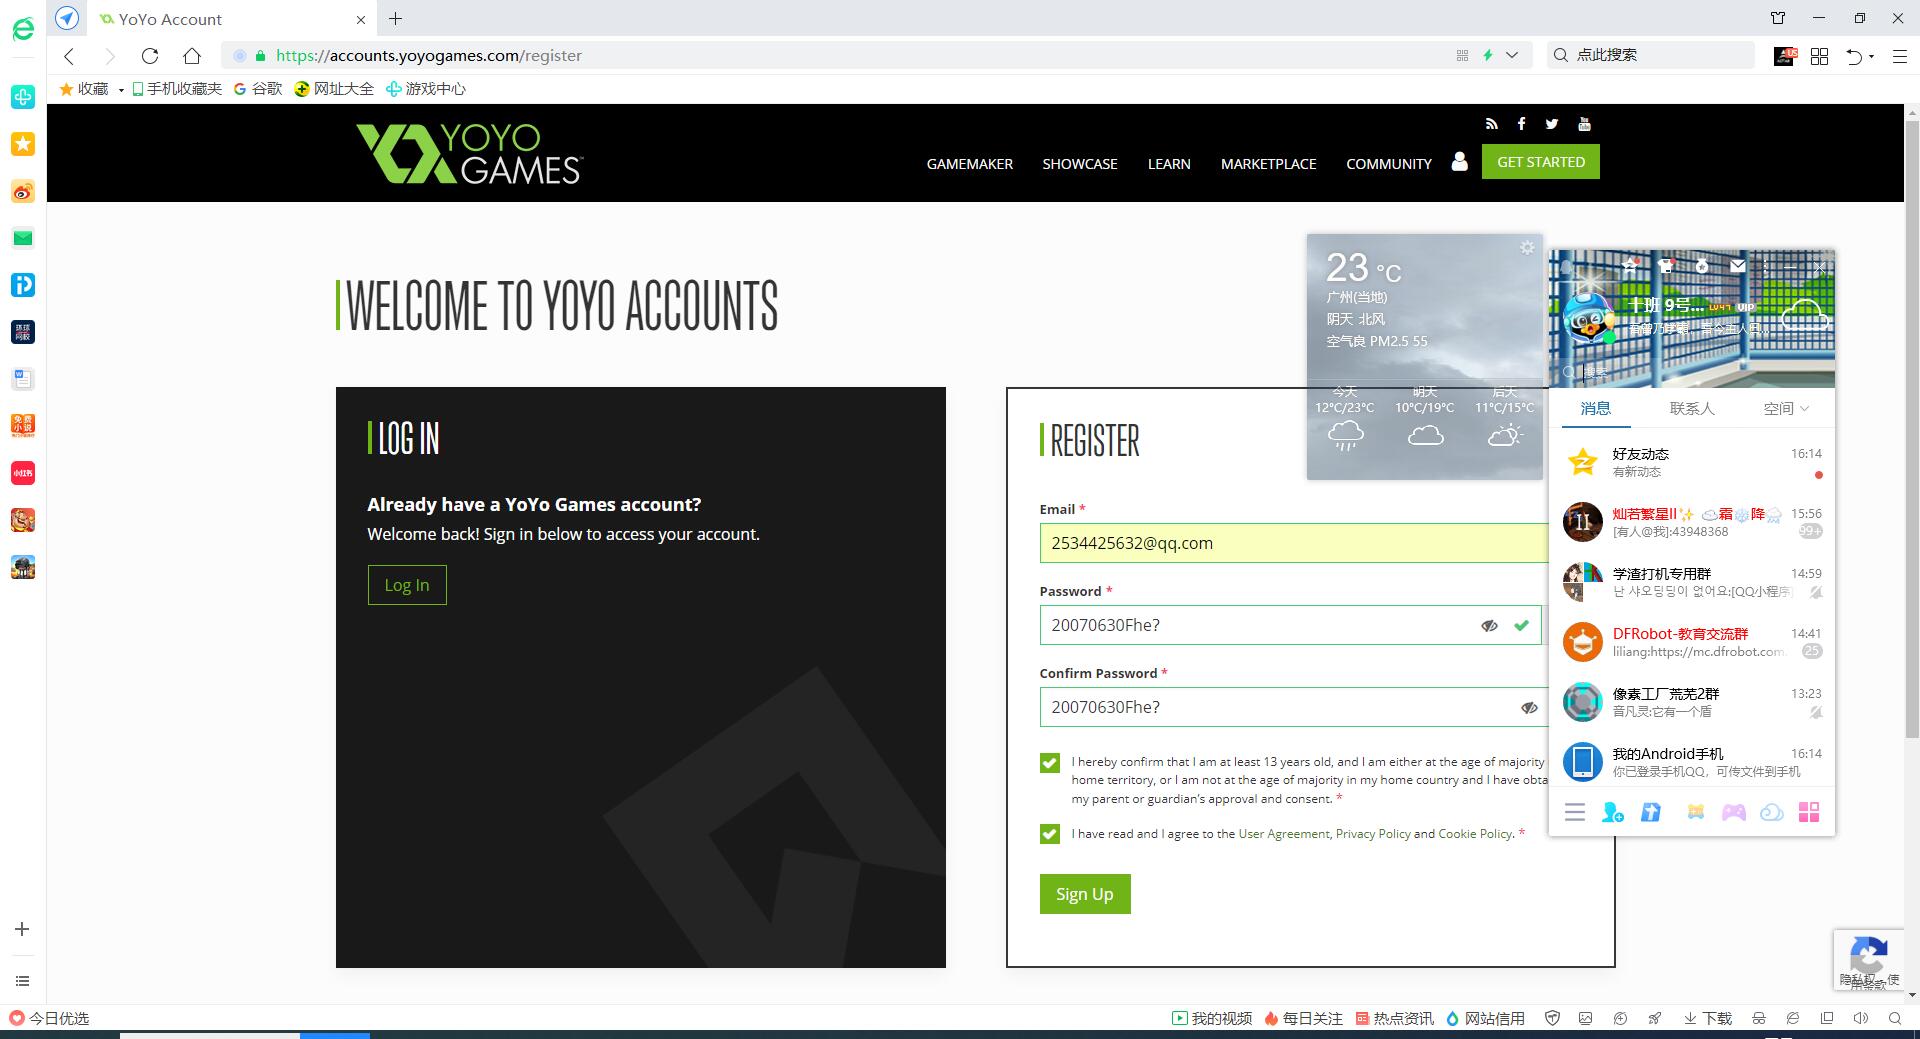 YoYo Account
https://accounts.yoyogames.com/register
点此搜索
收藏
手机收藏夹
谷歌
网址大全
游戏中心
YOYO
GAMES
GAMEMAKER
SHOWCASE
LEARN
MARKETPLACE
COMMUNITY
GET STARTED
WELCOME TO YOYO ACCOUNTS
LOG IN
Already have a YoYo Games account?
Welcome back! Sign in below to access your account.
Log In
REGISTER
Email *
2534425632@qq.com
Password *
20070630Fhe?
Confirm Password *
20070630Fhe?
I hereby confirm that I am at least 13 years old, and I am either at the age of majority
home territory, or I am not at the age of majority in my home country and I have obta
my parent or guardian's approval and consent. *
I have read and I agree to the User Agreement, Privacy Policy and Cookie Policy. *
Sign Up
23 °C
广州(当地)
阴天 北风
空气良 PM2.5 55
今天 明天 后天
12°C/23°C 10°C/19°C 11°C/15°C
十班 9号...
搜索
消息 联系人 空间
好友动态 16:14
有新动态
灿若繁星II✨ ☁霜❄降🌧 15:56
[有人@我]:43948368 99+
学渣打机专用群 14:59
난 샤오딩딩이 없어요:[QQ小程序]
DFRobot-教育交流群 14:41
liliang:https://mc.dfrobot.com. 25
像素工厂荒芜2群 13:23
音凡灵:它有一个盾
我的Android手机 16:14
你已登录手机QQ，可传文件到手机
隐私权 - 使
用条款
今日优选
我的视频
每日关注
热点资讯
网站信用
下载